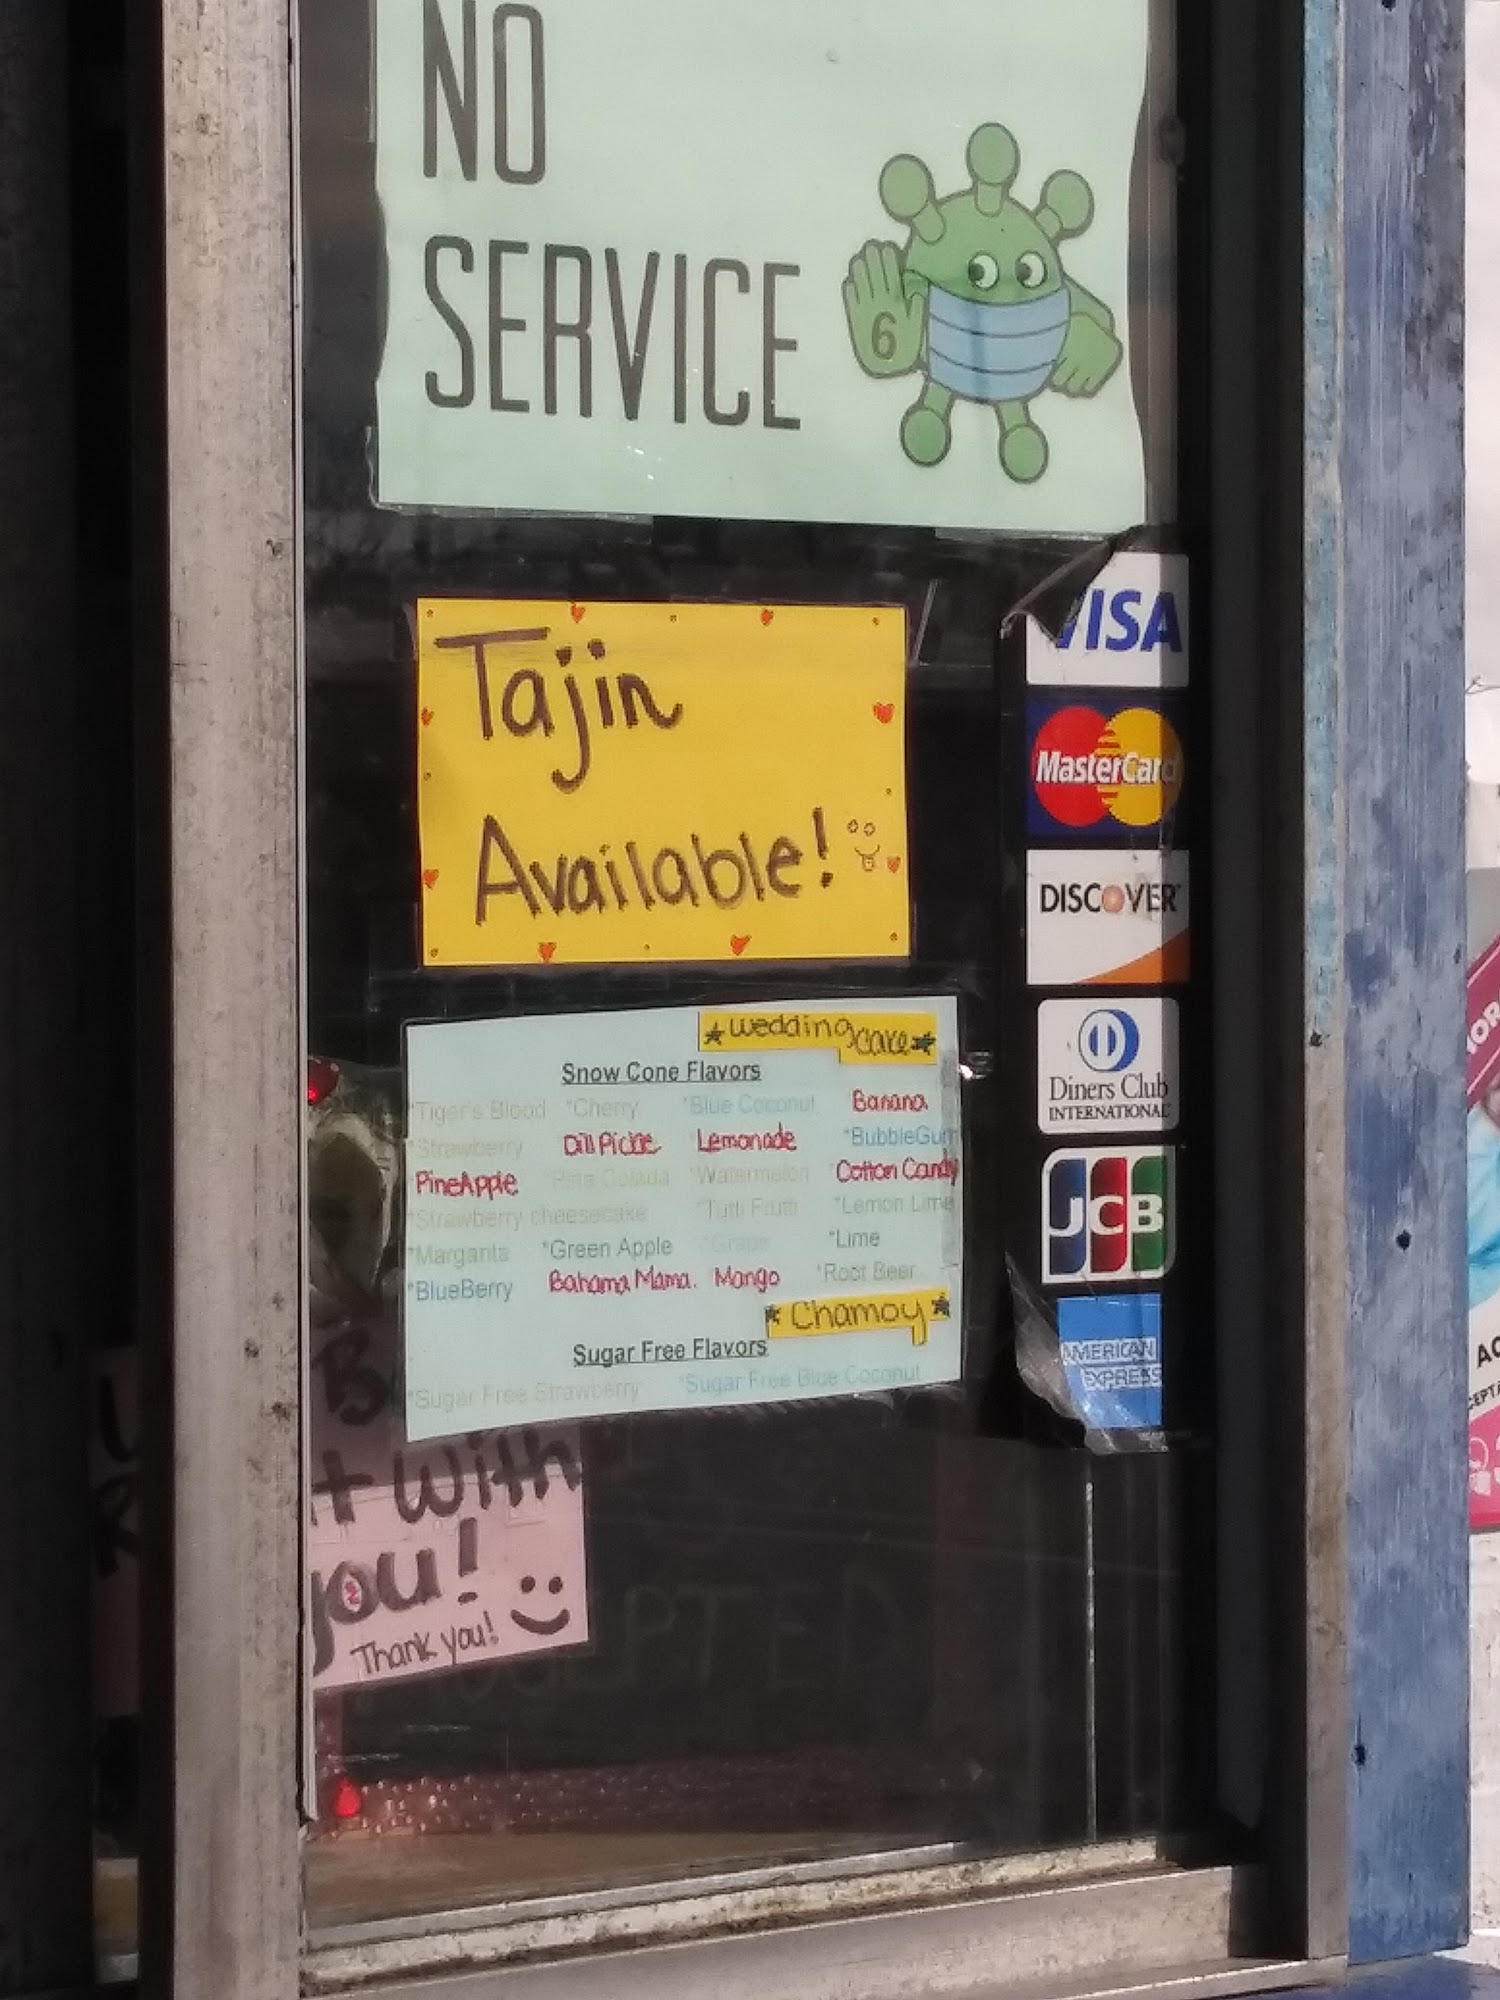 NO
SERVICE
6
Tajin
Available!
VISA
MasterCard
DISCOVER
Diners Club
INTERNATIONAL
JCB
AMERICAN
EXPRESS
wedding cake
Snow Cone Flavors
*Tiger's Blood *Cherry *Blue Coconut Banana
*Strawberry Dill Pickle Lemonade *BubbleGum
PineApple Pina Colada *Watermelon Cotton Candy
*Strawberry cheesecake *Tutti Frutti *Lemon Lime
*Margarita *Green Apple *Grape *Lime
*BlueBerry Bahama Mama. Mango *Root Beer
Chamoy
Sugar Free Flavors
*Sugar Free Strawberry *Sugar Free Blue Coconut
With
you!
Thank you!